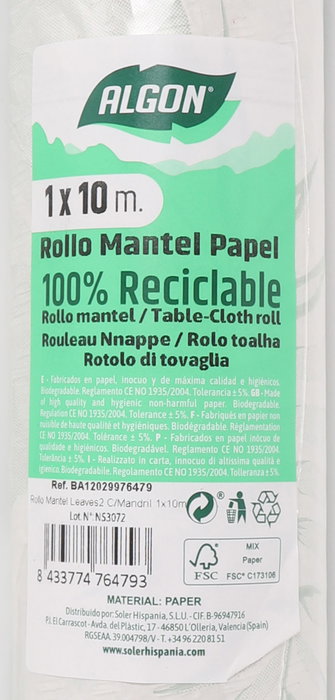 ALGON®
1 x 10 m.
Rollo Mantel Papel
100% Reciclable
Rollo mantel / Table-Cloth roll
Rouleau Nnappe / Rolo toalha
Rotolo di tovaglia
E - Fabricados en papel, inocuo y de máxima calidad e higiénicos.
Biodegradable. Reglamento CE NO 1935/2004. Tolerancia ± 5%. GB - Made
of high quality and hygienic non-harmful paper. Biodegradable.
Regulation CE NO 1935/2004. Tolerance ± 5%. F - Fabriqués en papier non
nuisible de haute qualité et hygiéniques. Biodégradable. Réglamentation
CE NO 1935/2004. Tolérance ± 5%. P - Fabricados en papel inócuo de
qualidade e higiénicos. Biodegradável. Regulamento CE NO 1935/2004.
Tolerância ± 5%. I - Realizzato in carta, innocuo di altissima qualità e
igienico. Biodegradabile. Regolamento CE NO 1935/2004. Tolleranza ± 5%.
Ref. BA12029976479
Rollo Mantel Leaves2 C/Mandril 1x10m
Lot. N°: N53072
8 433774 764793
FSC
MIX
Paper
FSC® C173106
MATERIAL: PAPER
Distribuido por: Soler Hispania, S.L.U. - CIF. B-96947916
P.I. El Carrascot - Avda. del Plàstic, 17 - 46850 L'Olleria, Valencia (Spain)
RGSEAA. 39.004798/V - T. +34 96 220 81 51
www.solerhispania.com